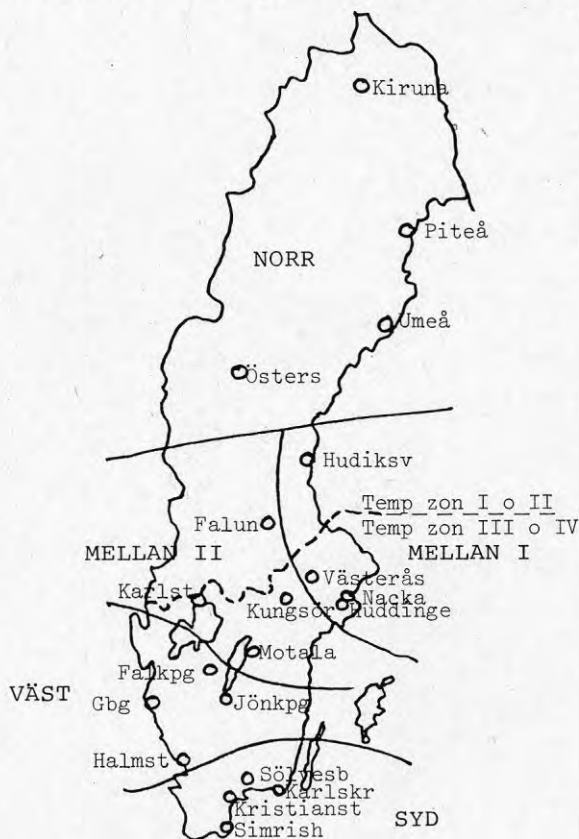 Kiruna
Piteå
NORR
Umeå
Östers
Hudiksv
Temp zon I o II
Falun
Temp zon III o IV
MELLAN II
MELLAN I
Västerås
Karlst
Nacka
Kungsör
Huddinge
Motala
Falkpg
VÄST
Gbg
Jönkpg
Halmst
Sölvesb
Karlskr
Kristianst
SYD
Simrish